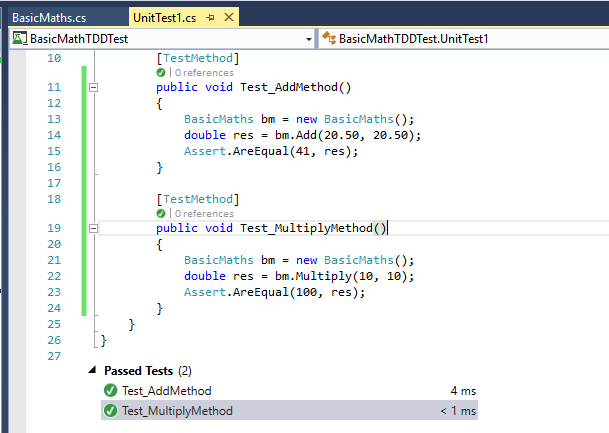 BasicMaths.cs UnitTest1.cs
BasicMathTDDTest BasicMathTDDTest.UnitTest1
10 [TestMethod]
0 references
11 public void Test_AddMethod()
12 {
13 BasicMaths bm = new BasicMaths();
14 double res = bm.Add(20.50, 20.50);
15 Assert.AreEqual(41, res);
16 }
17
18 [TestMethod]
0 references
19 public void Test_MultiplyMethod()
20 {
21 BasicMaths bm = new BasicMaths();
22 double res = bm.Multiply(10, 10);
23 Assert.AreEqual(100, res);
24 }
25 }
26 }
27
Passed Tests (2)
Test_AddMethod 4 ms
Test_MultiplyMethod < 1 ms